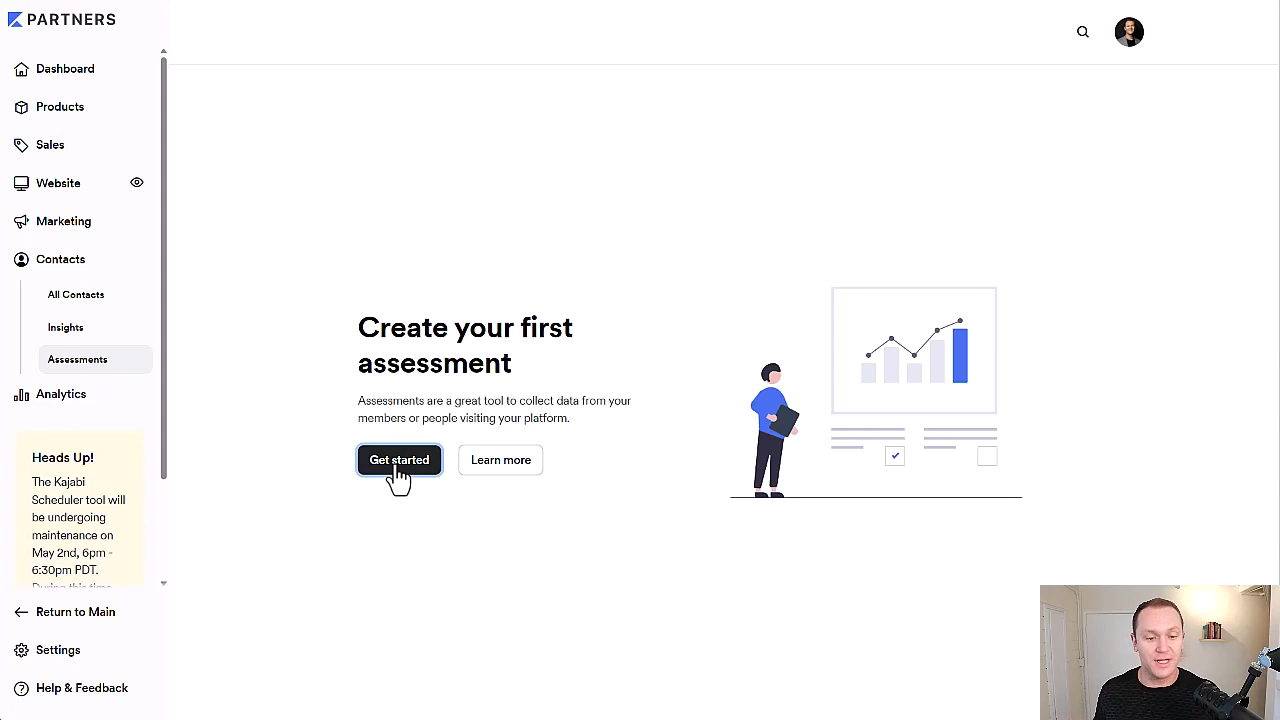 PARTNERS
Dashboard
Products
Sales
Website
Marketing
Contacts
All Contacts
Insights
Assessments
Analytics
Heads Up!
The Kajabi
Scheduler tool will
be undergoing
maintenance on
May 2nd, 6pm -
6:30pm PDT.
During this time
Return to Main
Settings
Help & Feedback
Create your first
assessment
Assessments are a great tool to collect data from your
members or people visiting your platform.
Get started
Learn more